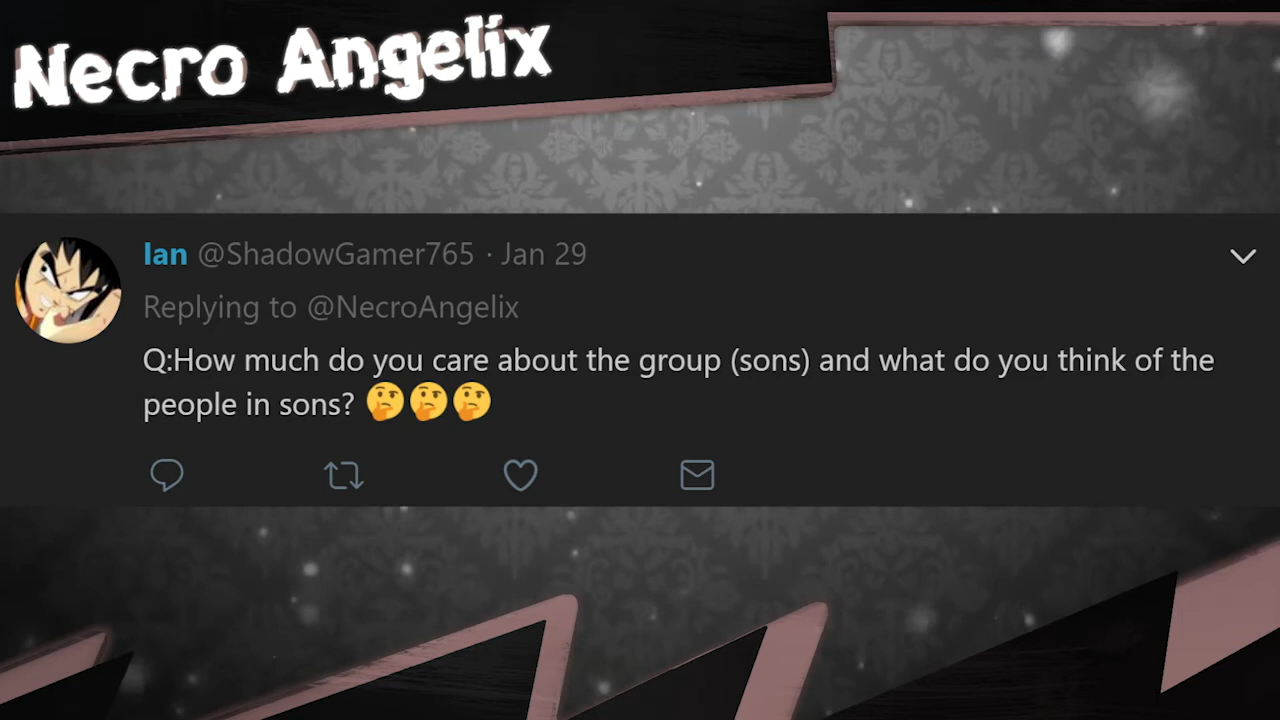 Necro Angelix
Ian @ShadowGamer765 · Jan 29
Replying to @NecroAngelix
Q:How much do you care about the group (sons) and what do you think of the
people in sons? 🤔🤔🤔